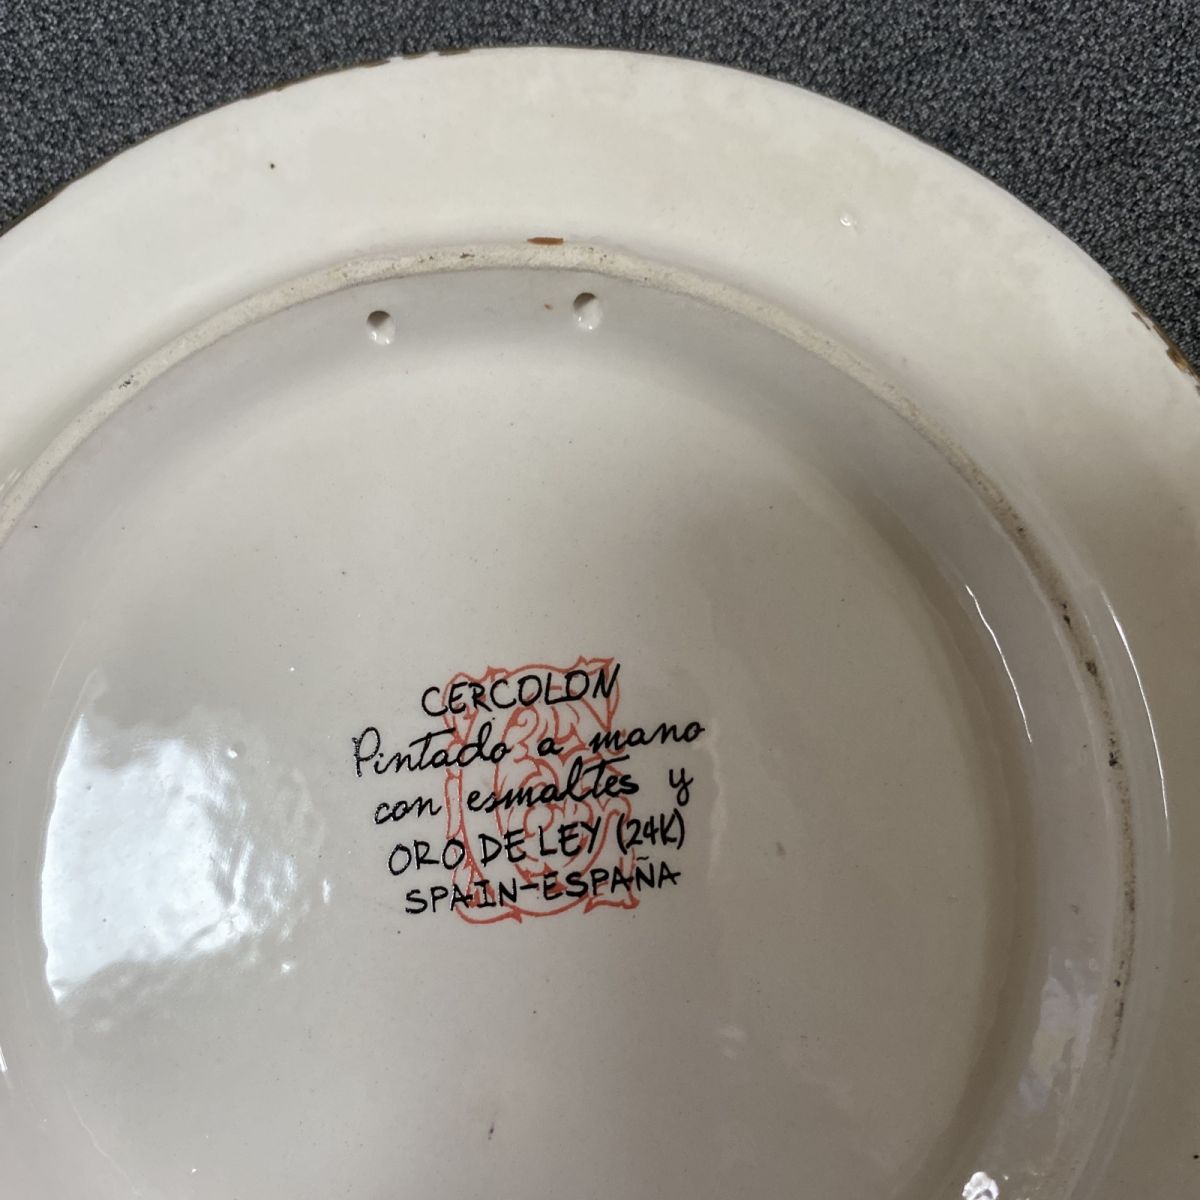 CERCOLON
Pintado a mano
con esmaltes y
ORO DE LEY (24K)
SPAIN-ESPAÑA